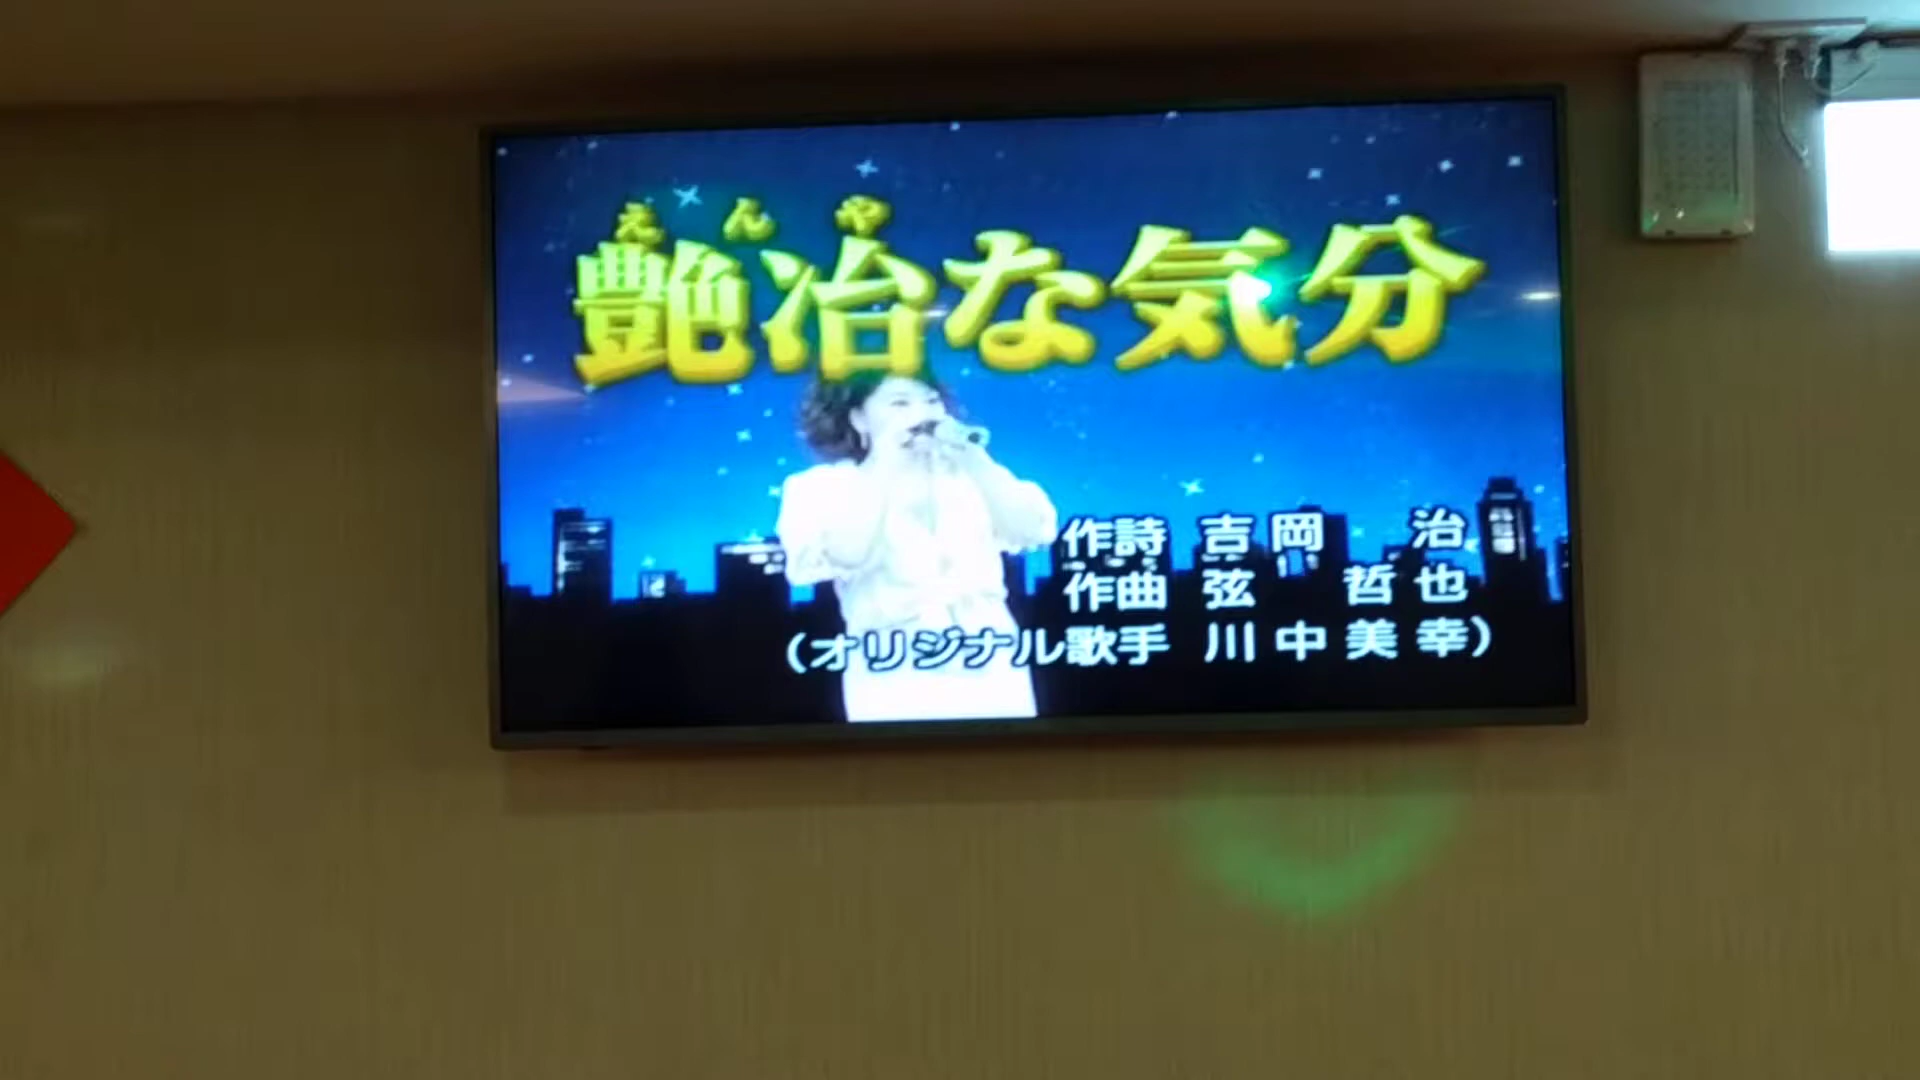 えんや
艶冶な気分
作詩 吉岡 治
作曲 弦 哲也
(オリジナル歌手 川中美幸)